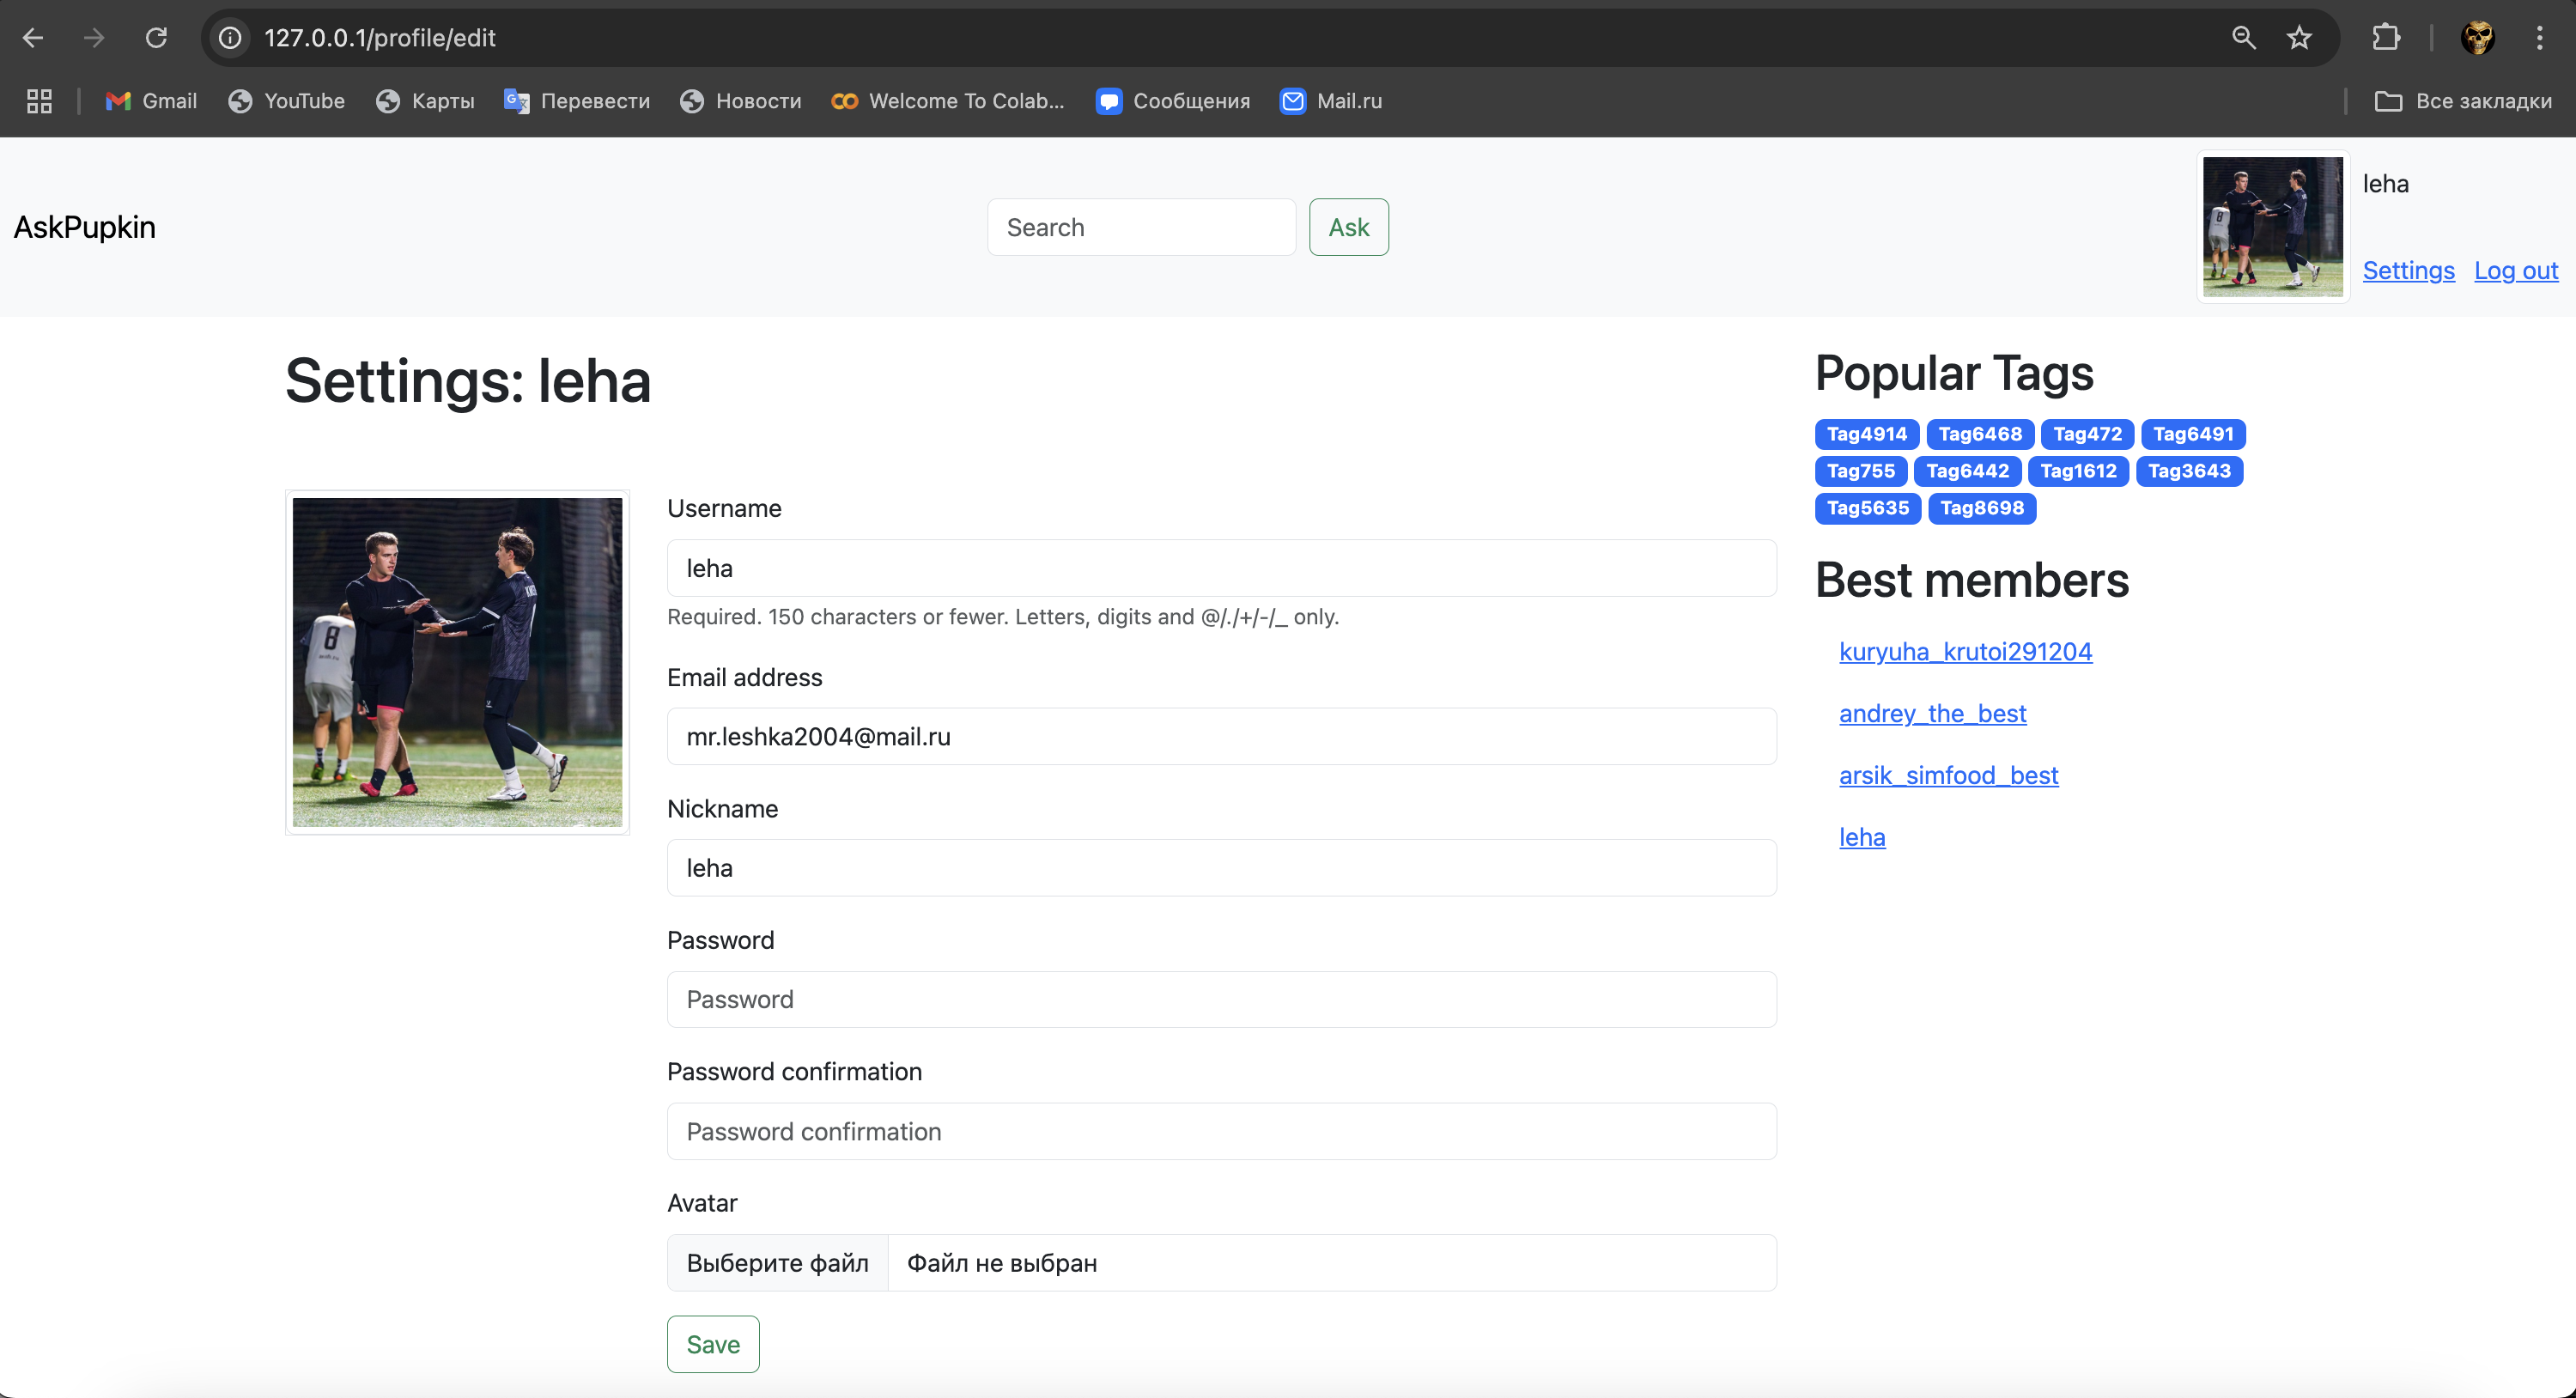 127.0.0.1/profile/edit
Gmail YouTube Карты Перевести Новости Welcome To Colab... Сообщения Mail.ru Все закладки
AskPupkin
Search Ask
leha
Settings Log out
Settings: leha
8
Username
leha
Required. 150 characters or fewer. Letters, digits and @/./+/-/_ only.
Email address
mr.leshka2004@mail.ru
Nickname
leha
Password
Password
Password confirmation
Password confirmation
Avatar
Выберите файл Файл не выбран
Save
Popular Tags
Tag4914 Tag6468 Tag472 Tag6491
Tag755 Tag6442 Tag1612 Tag3643
Tag5635 Tag8698
Best members
kuryuha_krutoi291204
andrey_the_best
arsik_simfood_best
leha